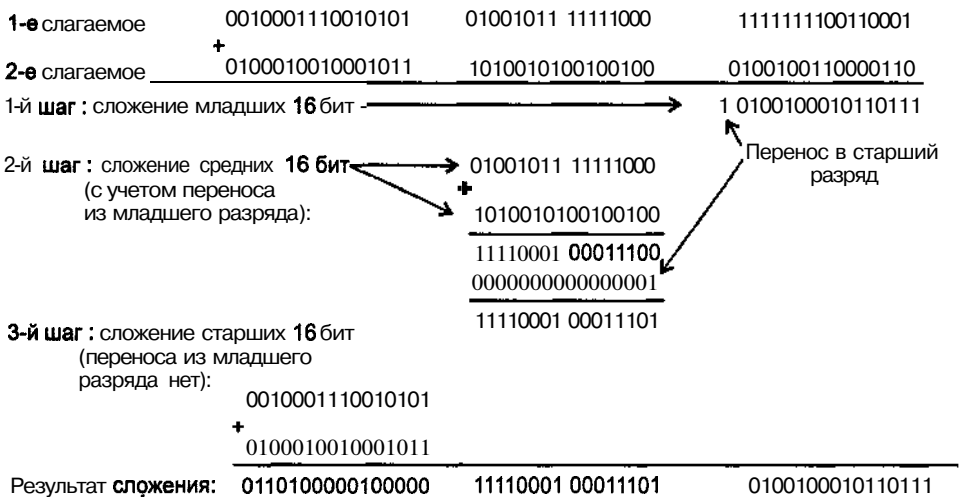 1-е слагаемое 0010001110010101 01001011 11111000 1111111100110001
+
2-е слагаемое 0100010010001011 1010010100100100 0100100110000110
1-й шаг : сложение младших 16 бит - 1 0100100010110111
2-й шаг : сложение средних 16 бит 01001011 11111000 Перенос в старший
(с учетом переноса + разряд
из младшего разряда): 1010010100100100
11110001 00011100
0000000000000001
11110001 00011101
3-й шаг : сложение старших 16 бит
(переноса из младшего
разряда нет):
0010001110010101
+
0100010010001011
Результат сложения: 0110100000100000 11110001 00011101 0100100010110111